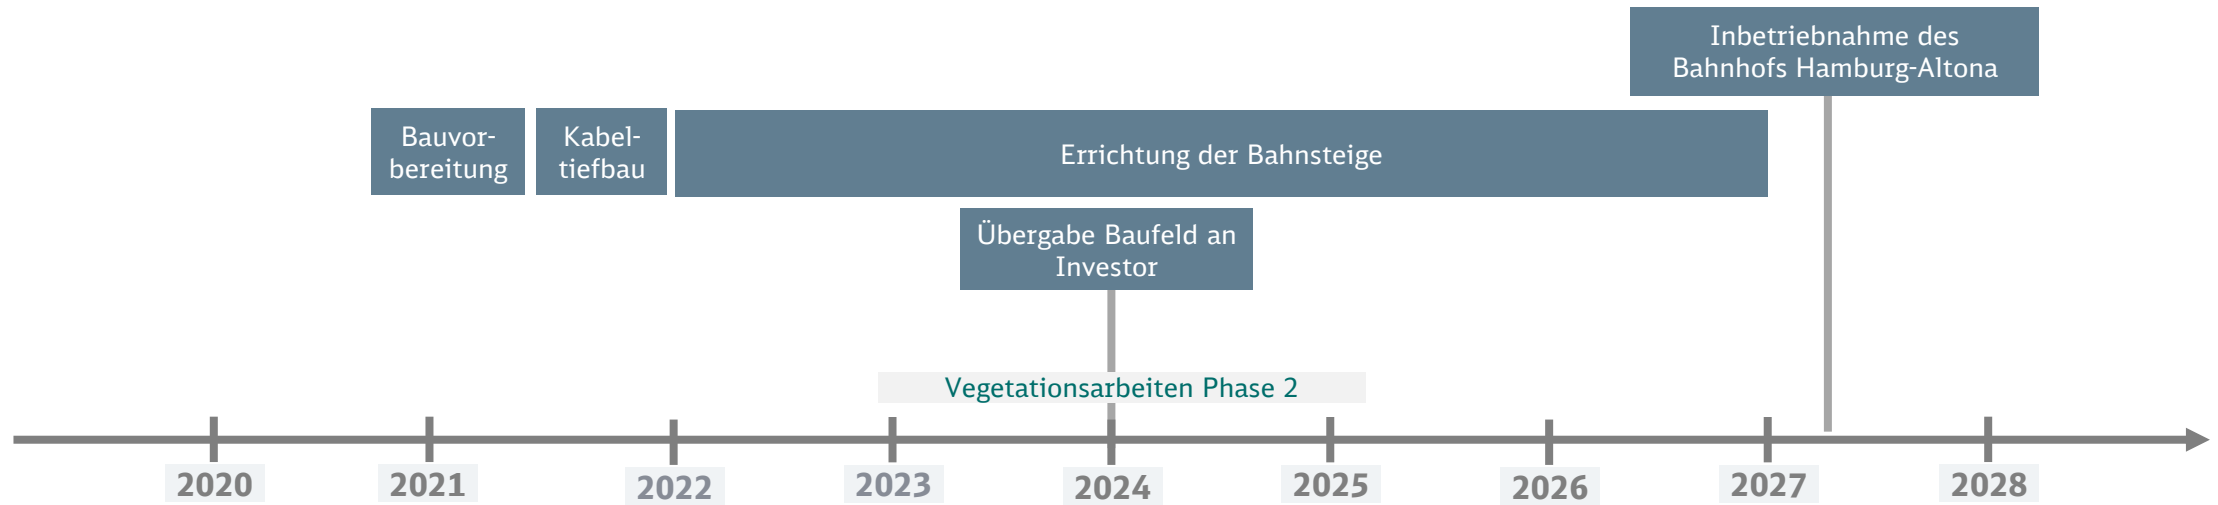 Inbetriebnahme des
Bahnhofs Hamburg-Altona
Bauvor-
bereitung
Kabel-
tiefbau
Errichtung der Bahnsteige
Übergabe Baufeld an
Investor
Vegetationsarbeiten Phase 2
2020 2021 2022 2023 2024 2025 2026 2027 2028